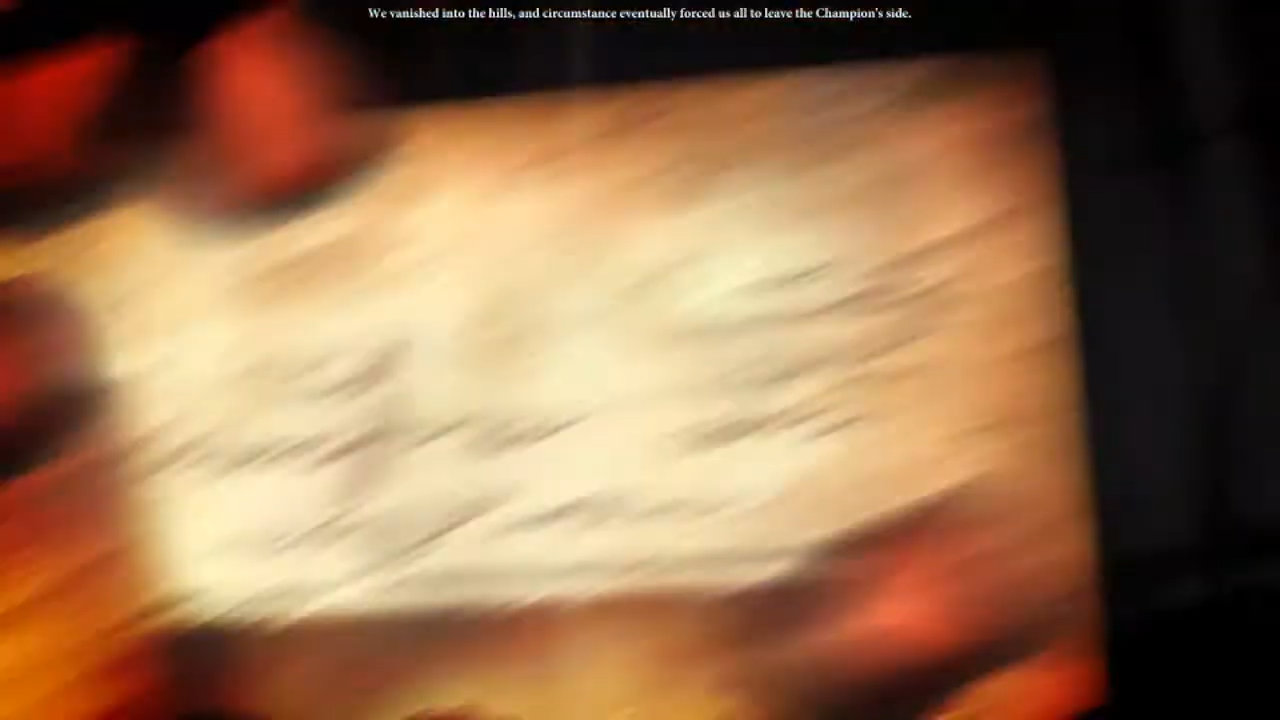 We vanished into the hills, and circumstance eventually forced us all to leave the Champion's side.